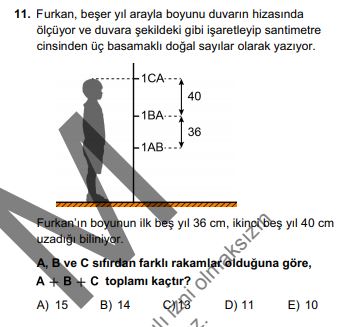 11. Furkan, beşer yıl arayla boyunu duvarın hizasında
ölçüyor ve duvara şekildeki gibi işaretleyip santimetre
cinsinden üç basamaklı doğal sayılar olarak yazıyor.
1CA
40
1BA
36
1AB
Furkan'ın boyunun ilk beş yıl 36 cm, ikinci beş yıl 40 cm
uzadığı biliniyor.
A, B ve C sıfırdan farklı rakamlar olduğuna göre,
A + B + C toplamı kaçtır?
A) 15 B) 14 C) 13 D) 11 E) 10
izni olmaksızın